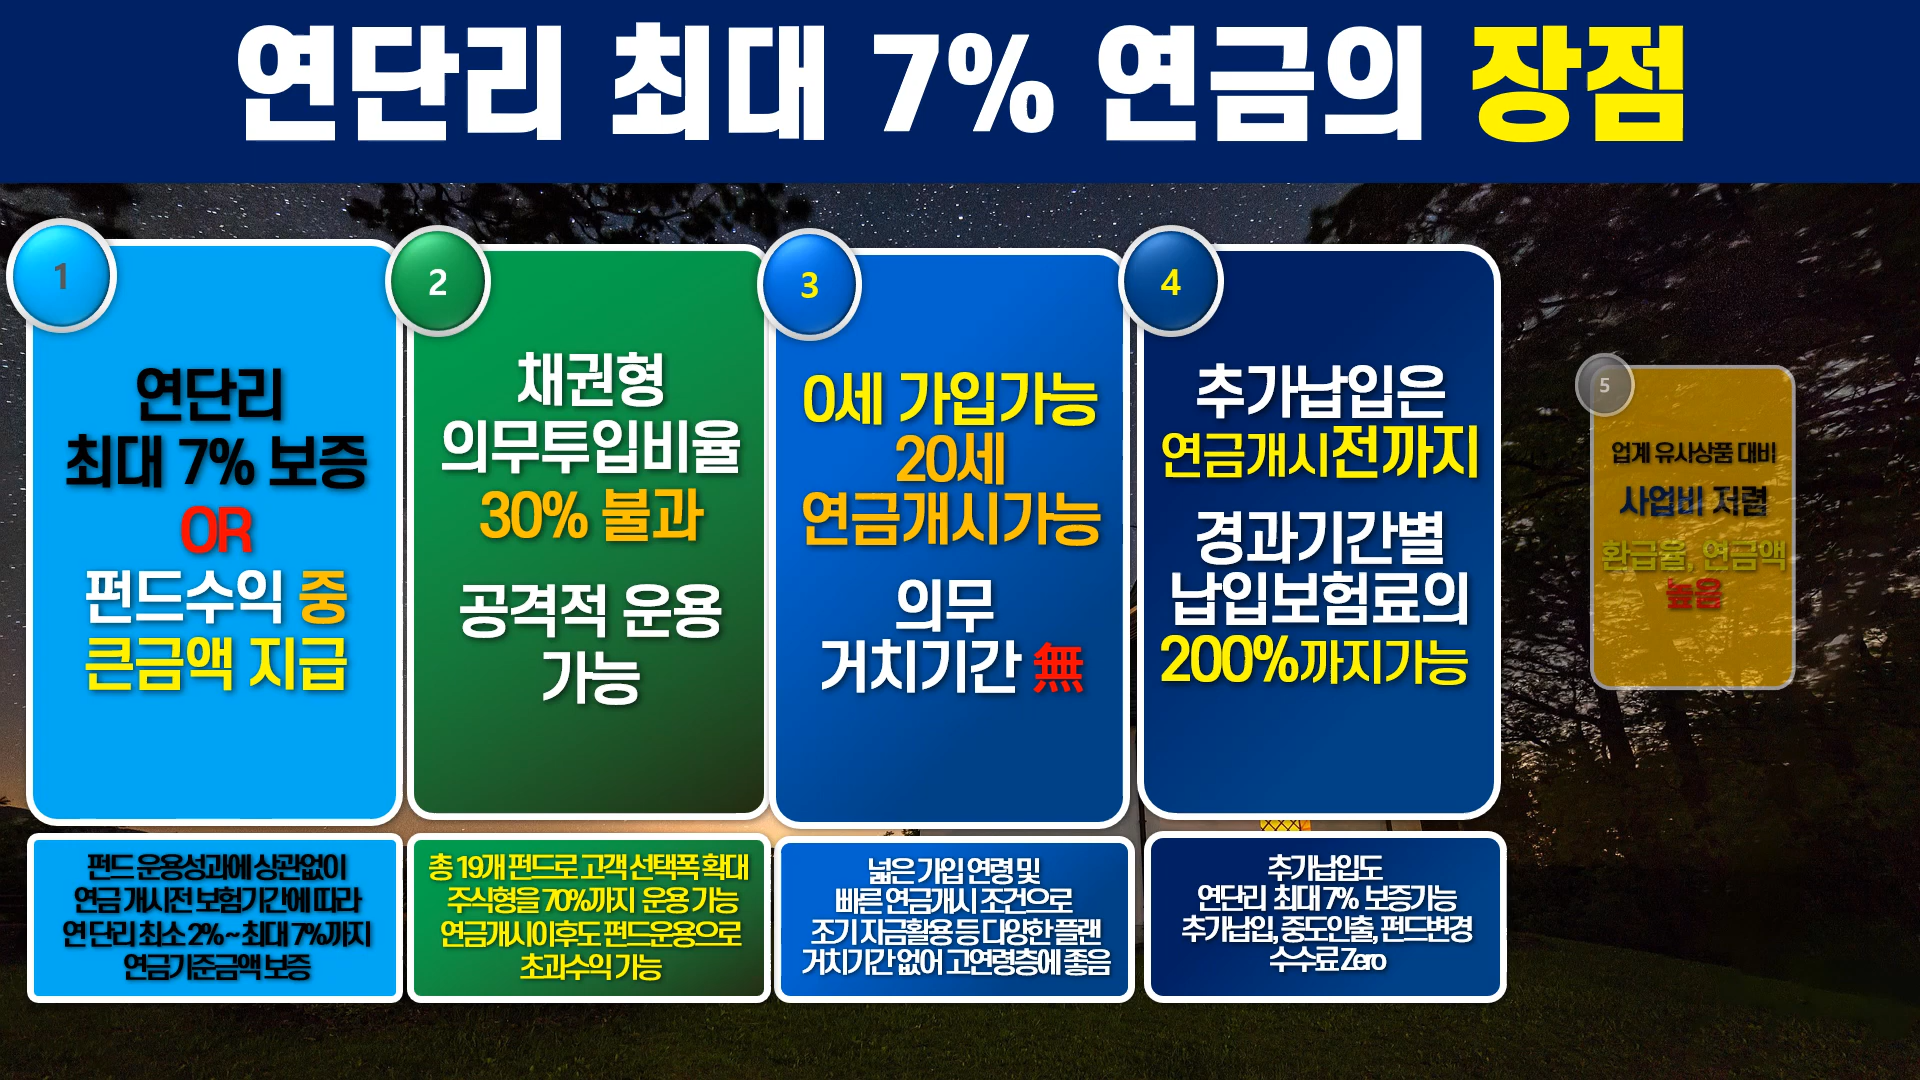 연단리 최대 7% 연금의 장점
1
연단리
최대 7% 보증
OR
펀드수익 중
큰금액 지급
펀드 운용성과에 상관없이
연금 개시전 보험기간에 따라
연 단리 최소 2% ~ 최대 7%까지
연금기준금액 보증
2
채권형
의무투입비율
30% 불과
공격적 운용
가능
총 19개 펀드로 고객 선택폭 확대
주식형을 70%까지 운용 가능
연금개시이후도 펀드운용으로
초과수익 가능
3
0세 가입가능
20세
연금개시가능
의무
거치기간 無
넓은 가입 연령 및
빠른 연금개시 조건으로
조기 자금활용 등 다양한 플랜
거치기간 없어 고연령층에 좋음
4
추가납입은
연금개시전까지
경과기간별
납입보험료의
200%까지가능
추가납입도
연단리 최대 7% 보증가능
추가납입, 중도인출, 펀드변경
수수료 Zero
5
업계 유사상품 대비
사업비 저렴
환급율, 연금액
높음